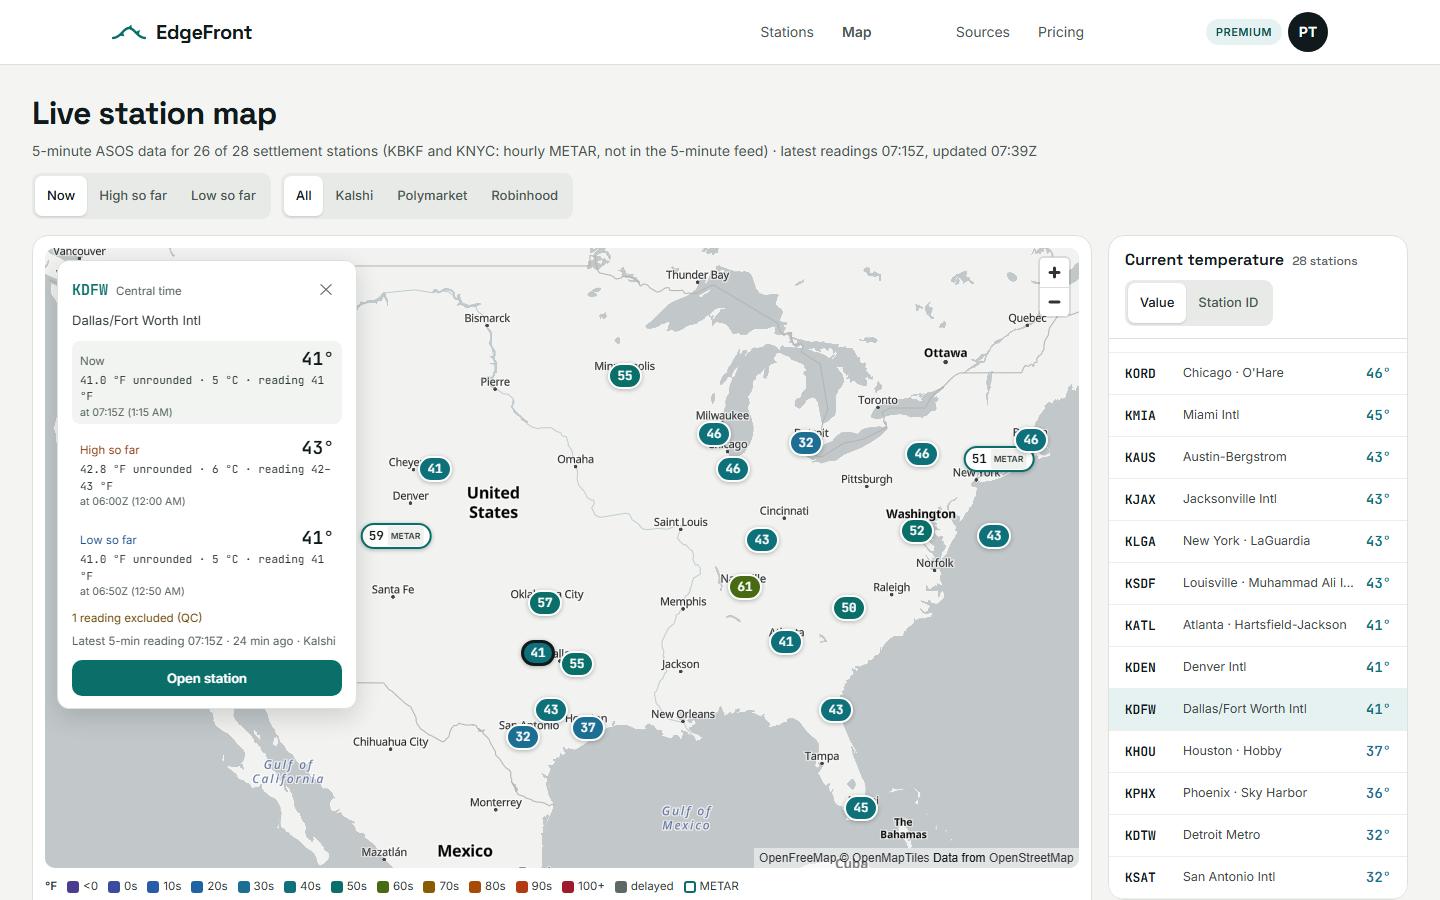 EdgeFront
Stations
Map
Sources
Pricing
PREMIUM
PT
Live station map
5-minute ASOS data for 26 of 28 settlement stations (KBKF and KNYC: hourly METAR, not in the 5-minute feed) · latest readings 07:15Z, updated 07:39Z
Now
High so far
Low so far
All
Kalshi
Polymarket
Robinhood
KDFW Central time
Dallas/Fort Worth Intl
Now 41°
41.0 °F unrounded · 5 °C · reading 41
°F
at 07:15Z (1:15 AM)
High so far 43°
42.8 °F unrounded · 6 °C · reading 42–
43 °F
at 06:00Z (12:00 AM)
Low so far 41°
41.0 °F unrounded · 5 °C · reading 41
°F
at 06:50Z (12:50 AM)
1 reading excluded (QC)
Latest 5-min reading 07:15Z · 24 min ago · Kalshi
Open station
Vancouver
Thunder Bay
Bismarck
Quebec
Ottawa
55
Pierre
Toronto
Milwaukee
46
32
46
46
46
51 METAR
New York
41
Omaha
Pittsburgh
Denver
United
States
Cincinnati
Washington
Saint Louis
59 METAR
43
52
43
Norfolk
61
Santa Fe
57
Memphis
Raleigh
50
41
41
55
Jackson
43
New Orleans
43
37
32
Chihuahua City
Gulf of
California
Tampa
Monterrey
Gulf of
Mexico
45
The
Bahamas
Mazatlán
Mexico
Cuba
+
−
OpenFreeMap © OpenMapTiles Data from OpenStreetMap
°F <0 0s 10s 20s 30s 40s 50s 60s 70s 80s 90s 100+ delayed METAR
Current temperature 28 stations
Value
Station ID
KORD Chicago · O'Hare 46°
KMIA Miami Intl 45°
KAUS Austin-Bergstrom 43°
KJAX Jacksonville Intl 43°
KLGA New York · LaGuardia 43°
KSDF Louisville · Muhammad Ali I… 43°
KATL Atlanta · Hartsfield-Jackson 41°
KDEN Denver Intl 41°
KDFW Dallas/Fort Worth Intl 41°
KHOU Houston · Hobby 37°
KPHX Phoenix · Sky Harbor 36°
KDTW Detroit Metro 32°
KSAT San Antonio Intl 32°